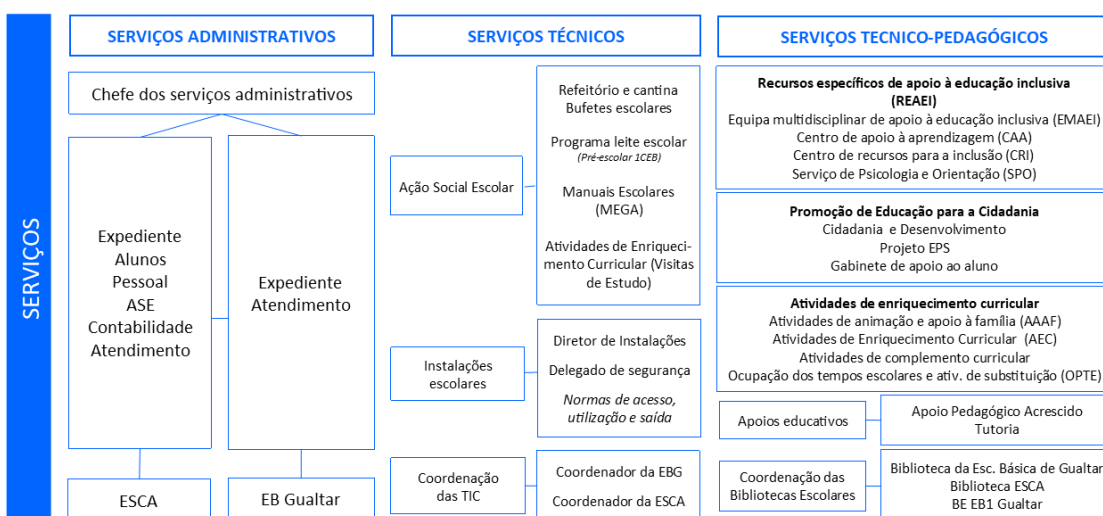 SERVIÇOS
SERVIÇOS ADMINISTRATIVOS
Chefe dos serviços administrativos
Expediente
Alunos
Pessoal
ASE
Contabilidade
Atendimento
Expediente
Atendimento
ESCA
EB Gualtar
SERVIÇOS TÉCNICOS
Ação Social Escolar
Refeitório e cantina
Bufetes escolares
Programa leite escolar
(Pré-escolar 1CEB)
Manuais Escolares
(MEGA)
Atividades de Enriqueci-
mento Curricular (Visitas
de Estudo)
Instalações
escolares
Diretor de Instalações
Delegado de segurança
Normas de acesso,
utilização e saída
Coordenação
das TIC
Coordenador da EBG
Coordenador da ESCA
SERVIÇOS TECNICO-PEDAGÓGICOS
Recursos específicos de apoio à educação inclusiva
(REAEI)
Equipa multidisciplinar de apoio à educação inclusiva (EMAEI)
Centro de apoio à aprendizagem (CAA)
Centro de recursos para a inclusão (CRI)
Serviço de Psicologia e Orientação (SPO)
Promoção de Educação para a Cidadania
Cidadania e Desenvolvimento
Projeto EPS
Gabinete de apoio ao aluno
Atividades de enriquecimento curricular
Atividades de animação e apoio à família (AAAF)
Atividades de Enriquecimento Curricular (AEC)
Atividades de complemento curricular
Ocupação dos tempos escolares e ativ. de substituição (OPTE)
Apoios educativos
Apoio Pedagógico Acrescido
Tutoria
Coordenação das
Bibliotecas Escolares
Biblioteca da Esc. Básica de Gualtar
Biblioteca ESCA
BE EB1 Gualtar